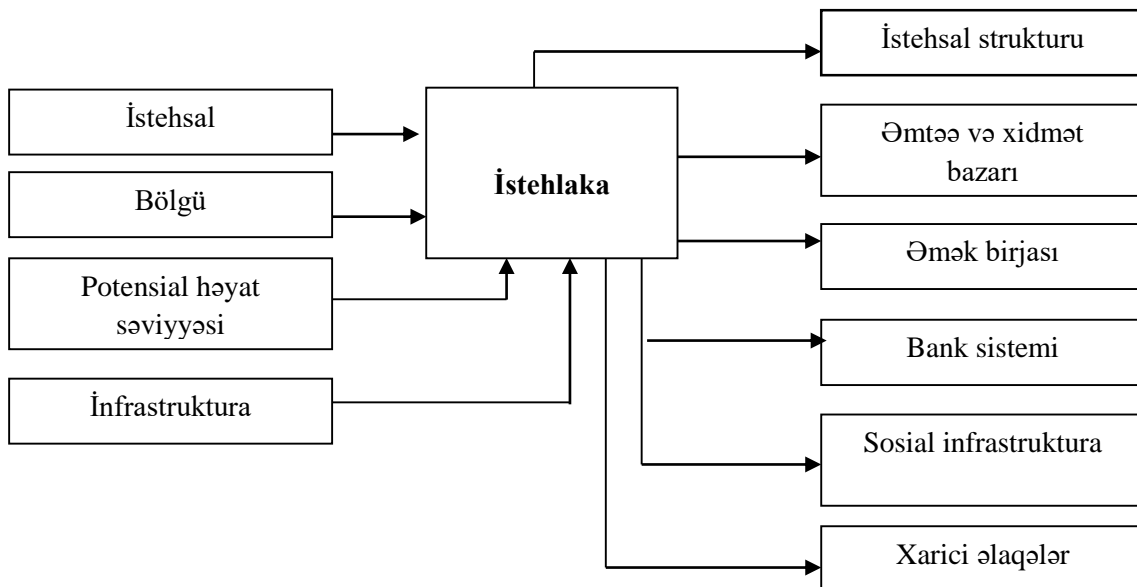 İstehsal
Bölgü
Potensial həyat
səviyyəsi
İnfrastruktura
İstehlaka
İstehsal strukturu
Əmtəə və xidmət
bazarı
Əmək birjası
Bank sistemi
Sosial infrastruktura
Xarici əlaqələr